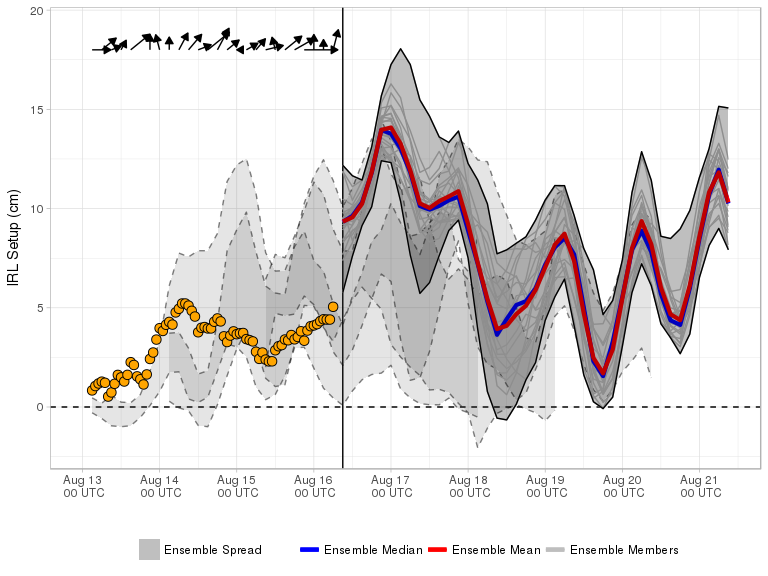 20
15
10
5
0
IRL Setup (cm)
Aug 13 Aug 14 Aug 15 Aug 16 Aug 17 Aug 18 Aug 19 Aug 20 Aug 21
00 UTC 00 UTC 00 UTC 00 UTC 00 UTC 00 UTC 00 UTC 00 UTC 00 UTC
Ensemble Spread Ensemble Median Ensemble Mean Ensemble Members